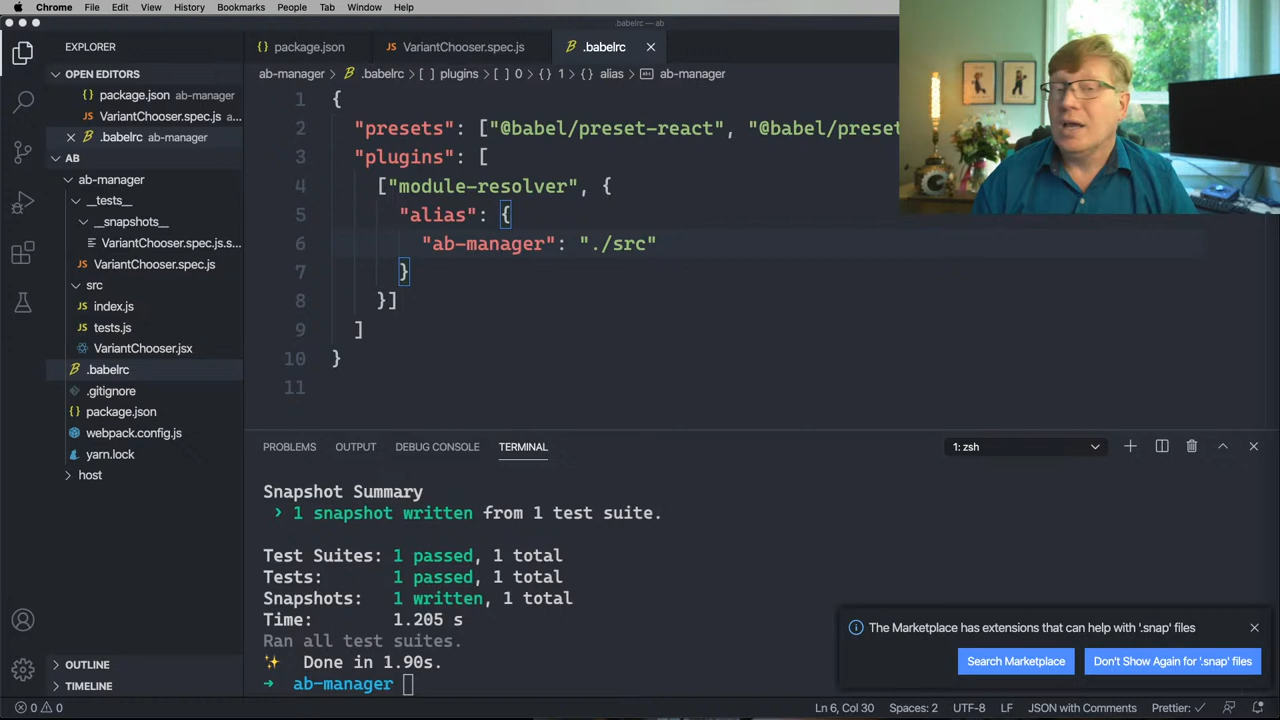 Chrome File Edit View History Bookmarks People Tab Window Help
.babelrc — ab
EXPLORER
OPEN EDITORS
package.json ab-manager
VariantChooser.spec.js a...
.babelrc ab-manager
AB
ab-manager
__tests__
__snapshots__
VariantChooser.spec.js.s...
VariantChooser.spec.js
src
index.js
tests.js
VariantChooser.jsx
.babelrc
.gitignore
package.json
webpack.config.js
yarn.lock
host
OUTLINE
TIMELINE
package.json VariantChooser.spec.js .babelrc
ab-manager > .babelrc > [ ] plugins > [ ] 0 > {} 1 > {} alias > abc ab-manager
1 {
2 "presets": ["@babel/preset-react", "@babel/preset
3 "plugins": [
4 ["module-resolver", {
5 "alias": {
6 "ab-manager": "./src"
7 }
8 }]
9 ]
10 }
11
PROBLEMS OUTPUT DEBUG CONSOLE TERMINAL 1: zsh
Snapshot Summary
› 1 snapshot written from 1 test suite.
Test Suites: 1 passed, 1 total
Tests: 1 passed, 1 total
Snapshots: 1 written, 1 total
Time: 1.205 s
Ran all test suites.
✨ Done in 1.90s.
➜ ab-manager
The Marketplace has extensions that can help with '.snap' files
Search Marketplace Don't Show Again for '.snap' files
0 0 Ln 6, Col 30 Spaces: 2 UTF-8 LF JSON with Comments Prettier: ✓